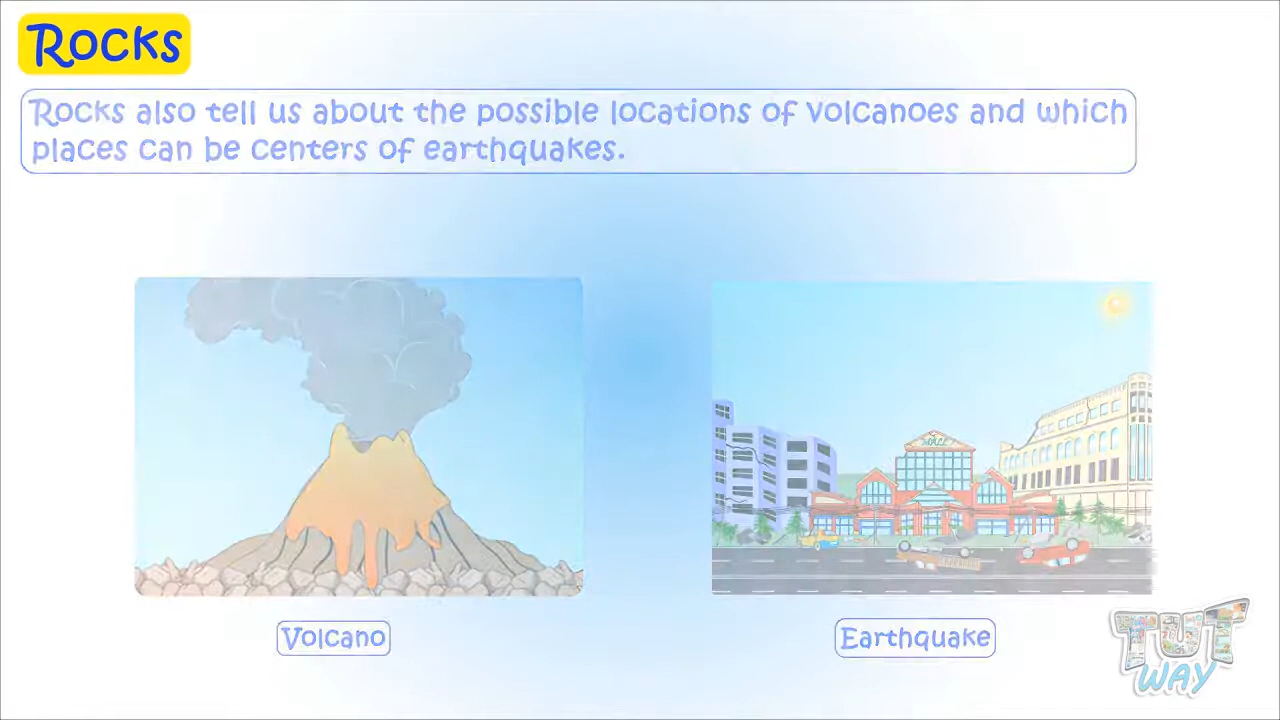 Rocks
Rocks also tell us about the possible locations of volcanoes and which
places can be centers of earthquakes.
MALL
Volcano
Earthquake
TUT
WAY